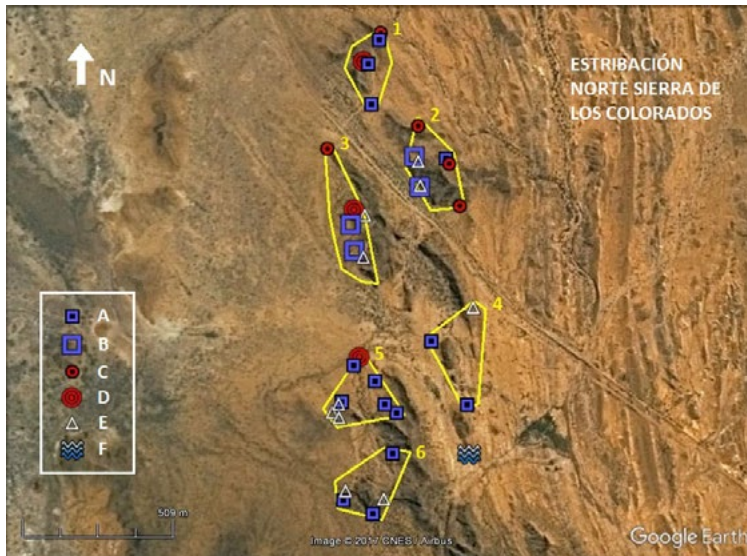 1
ESTRIBACIÓN
NORTE SIERRA DE
LOS COLORADOS
N
2
3
4
A
B
C
D
E
F
5
6
509 m
Image © 2017 CNES / Airbus
Google Earth